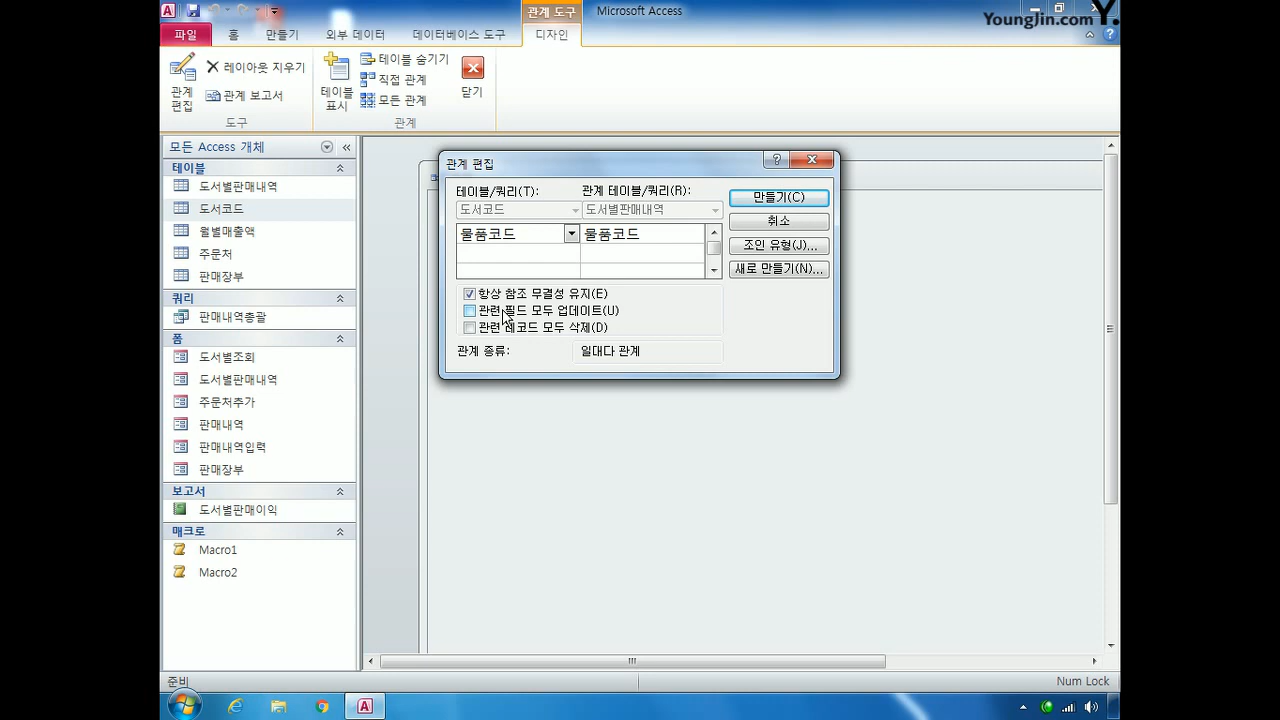 관계 도구
Microsoft Access
YoungJin.com Y.
파일
홈
만들기
외부 데이터
데이터베이스 도구
디자인
관계
편집
레이아웃 지우기
관계 보고서
도구
테이블
표시
테이블 숨기기
직접 관계
모든 관계
닫기
관계
모든 Access 개체
테이블
도서별판매내역
도서코드
월별매출액
주문처
판매장부
쿼리
판매내역총괄
폼
도서별조회
도서별판매내역
주문처추가
판매내역
판매내역입력
판매장부
보고서
도서별판매이익
매크로
Macro1
Macro2
관계 편집
테이블/쿼리(T):
관계 테이블/쿼리(R):
도서코드
도서별판매내역
물품코드
물품코드
만들기(C)
취소
조인 유형(J)...
새로 만들기(N)...
항상 참조 무결성 유지(E)
관련 필드 모두 업데이트(U)
관련 레코드 모두 삭제(D)
관계 종류:
일대다 관계
준비
Num Lock